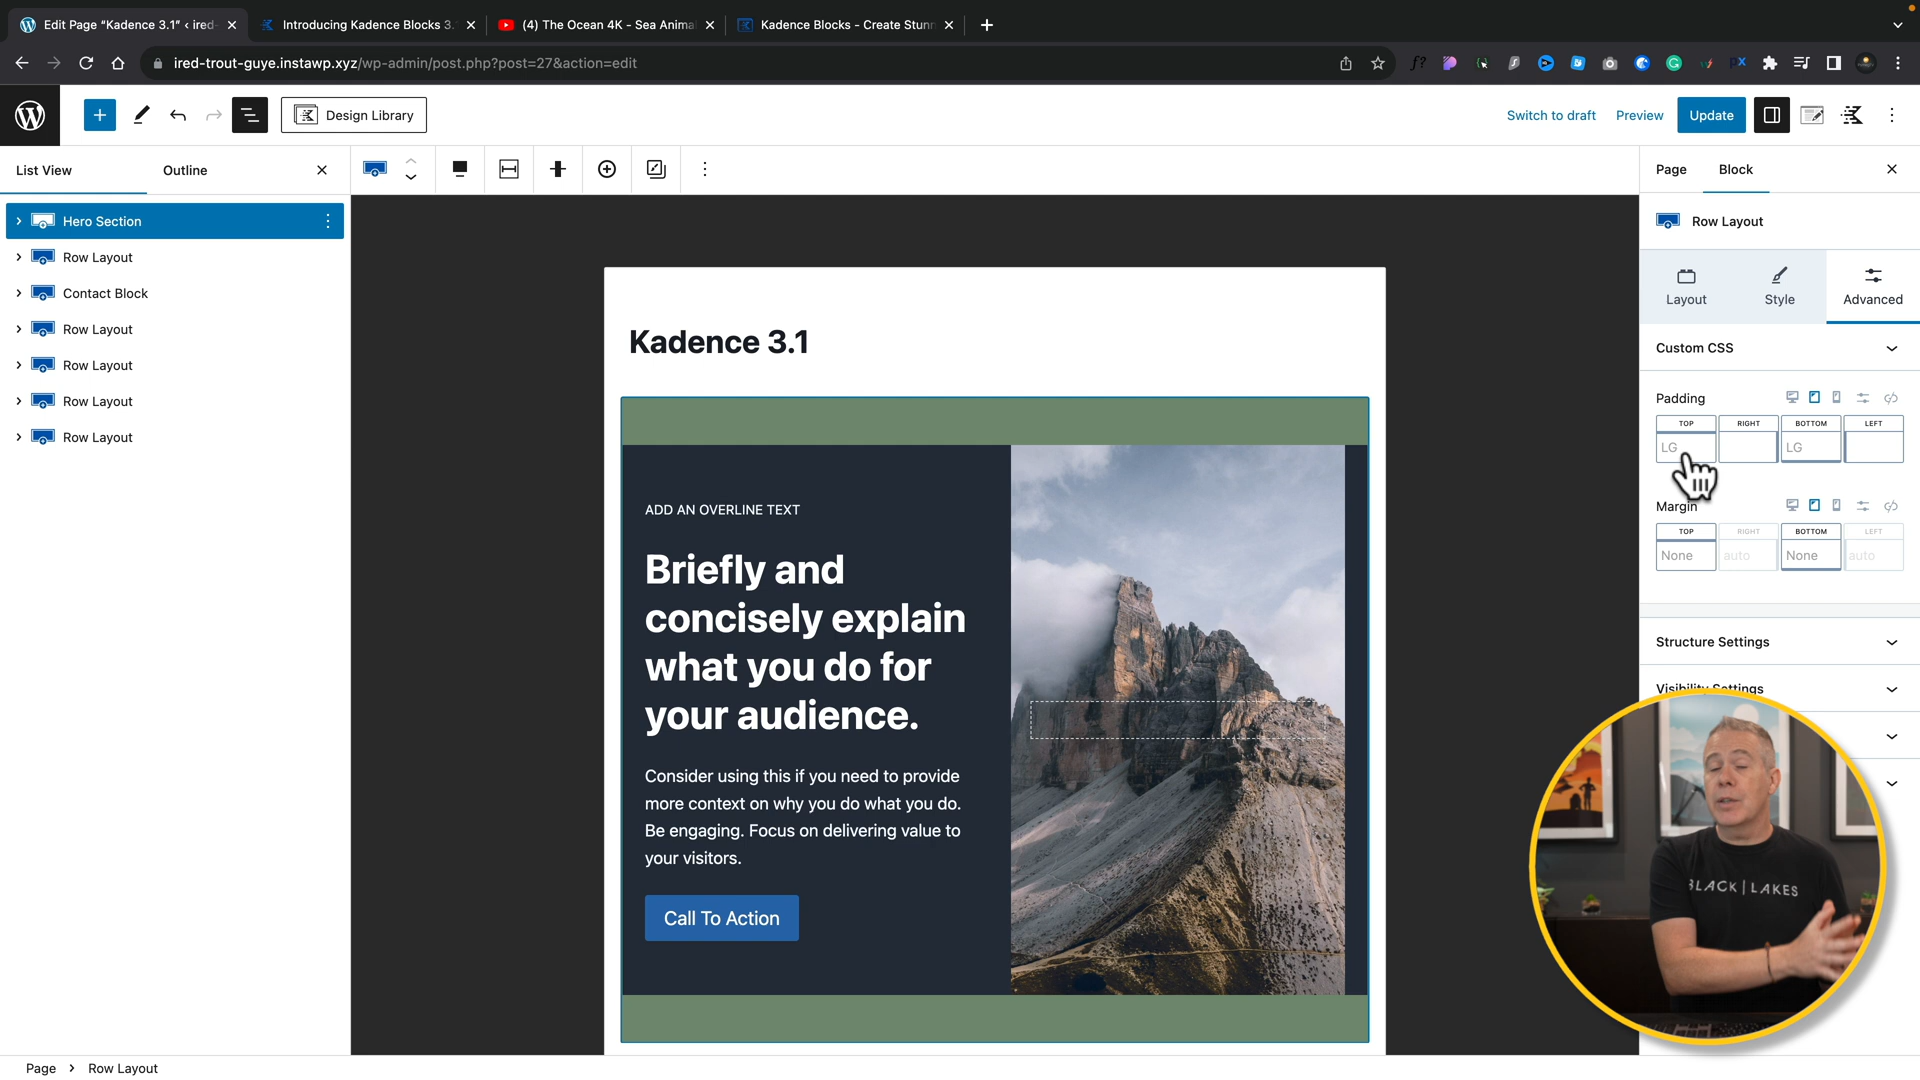 Edit Page "Kadence 3.1" ‹ ired-
Introducing Kadence Blocks 3.
(4) The Ocean 4K - Sea Anima
Kadence Blocks - Create Stunn
ired-trout-guye.instawp.xyz/wp-admin/post.php?post=27&action=edit
Design Library
Switch to draft
Preview
Update
List View
Outline
Page
Block
Hero Section
Row Layout
Contact Block
Row Layout
Row Layout
Row Layout
Row Layout
Kadence 3.1
ADD AN OVERLINE TEXT
Briefly and
concisely explain
what you do for
your audience.
Consider using this if you need to provide
more context on why you do what you do.
Be engaging. Focus on delivering value to
your visitors.
Call To Action
Row Layout
Layout
Style
Advanced
Custom CSS
Padding
TOP RIGHT BOTTOM LEFT
LG LG
Margin
TOP RIGHT BOTTOM LEFT
None auto None auto
Structure Settings
Visibility Settings
BLACK | LAKES
Page > Row Layout